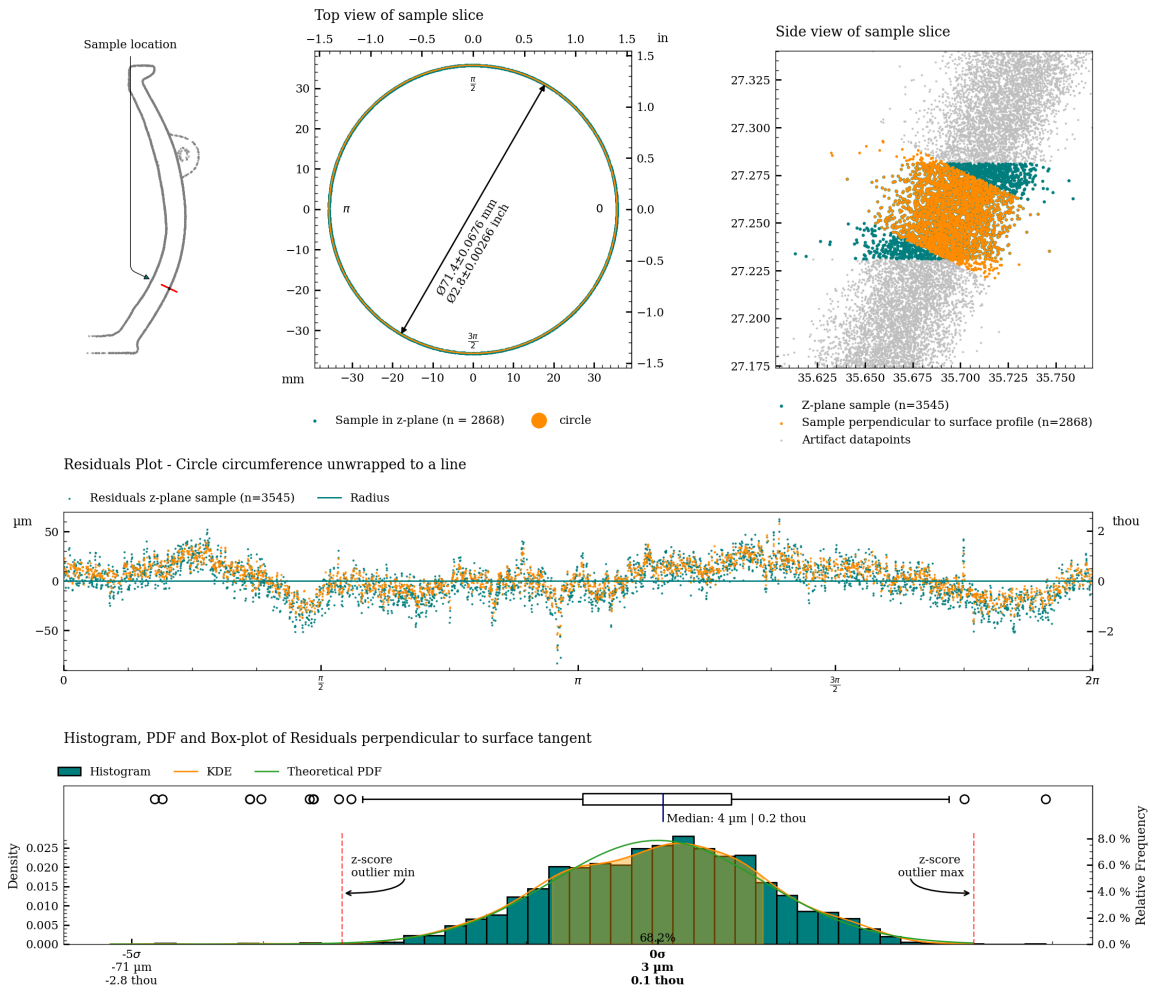 Sample location
Top view of sample slice
−1.5 −1.0 −0.5 0.0 0.5 1.0 1.5 in
30
20
10
0
−10
−20
−30
1.5
1.0
0.5
0.0
−0.5
−1.0
−1.5
π/2
π
0
3π/2
Ø71.4±0.0676 mm
Ø2.8±0.00266 inch
mm −30 −20 −10 0 10 20 30
Sample in z-plane (n = 2868) circle
Side view of sample slice
27.325
27.300
27.275
27.250
27.225
27.200
27.175
35.625 35.650 35.675 35.700 35.725 35.750
Z-plane sample (n=3545)
Sample perpendicular to surface profile (n=2868)
Artifact datapoints
Residuals Plot - Circle circumference unwrapped to a line
Residuals z-plane sample (n=3545) Radius
µm thou
50
0
−50
2
0
−2
0 π/2 π 3π/2 2π
Histogram, PDF and Box-plot of Residuals perpendicular to surface tangent
Histogram KDE Theoretical PDF
Median: 4 µm | 0.2 thou
z-score
outlier min
z-score
outlier max
Density
0.025
0.020
0.015
0.010
0.005
0.000
8.0 %
6.0 %
4.0 %
2.0 %
0.0 %
Relative Frequency
68.2%
-5σ
-71 µm
-2.8 thou
0σ
3 µm
0.1 thou